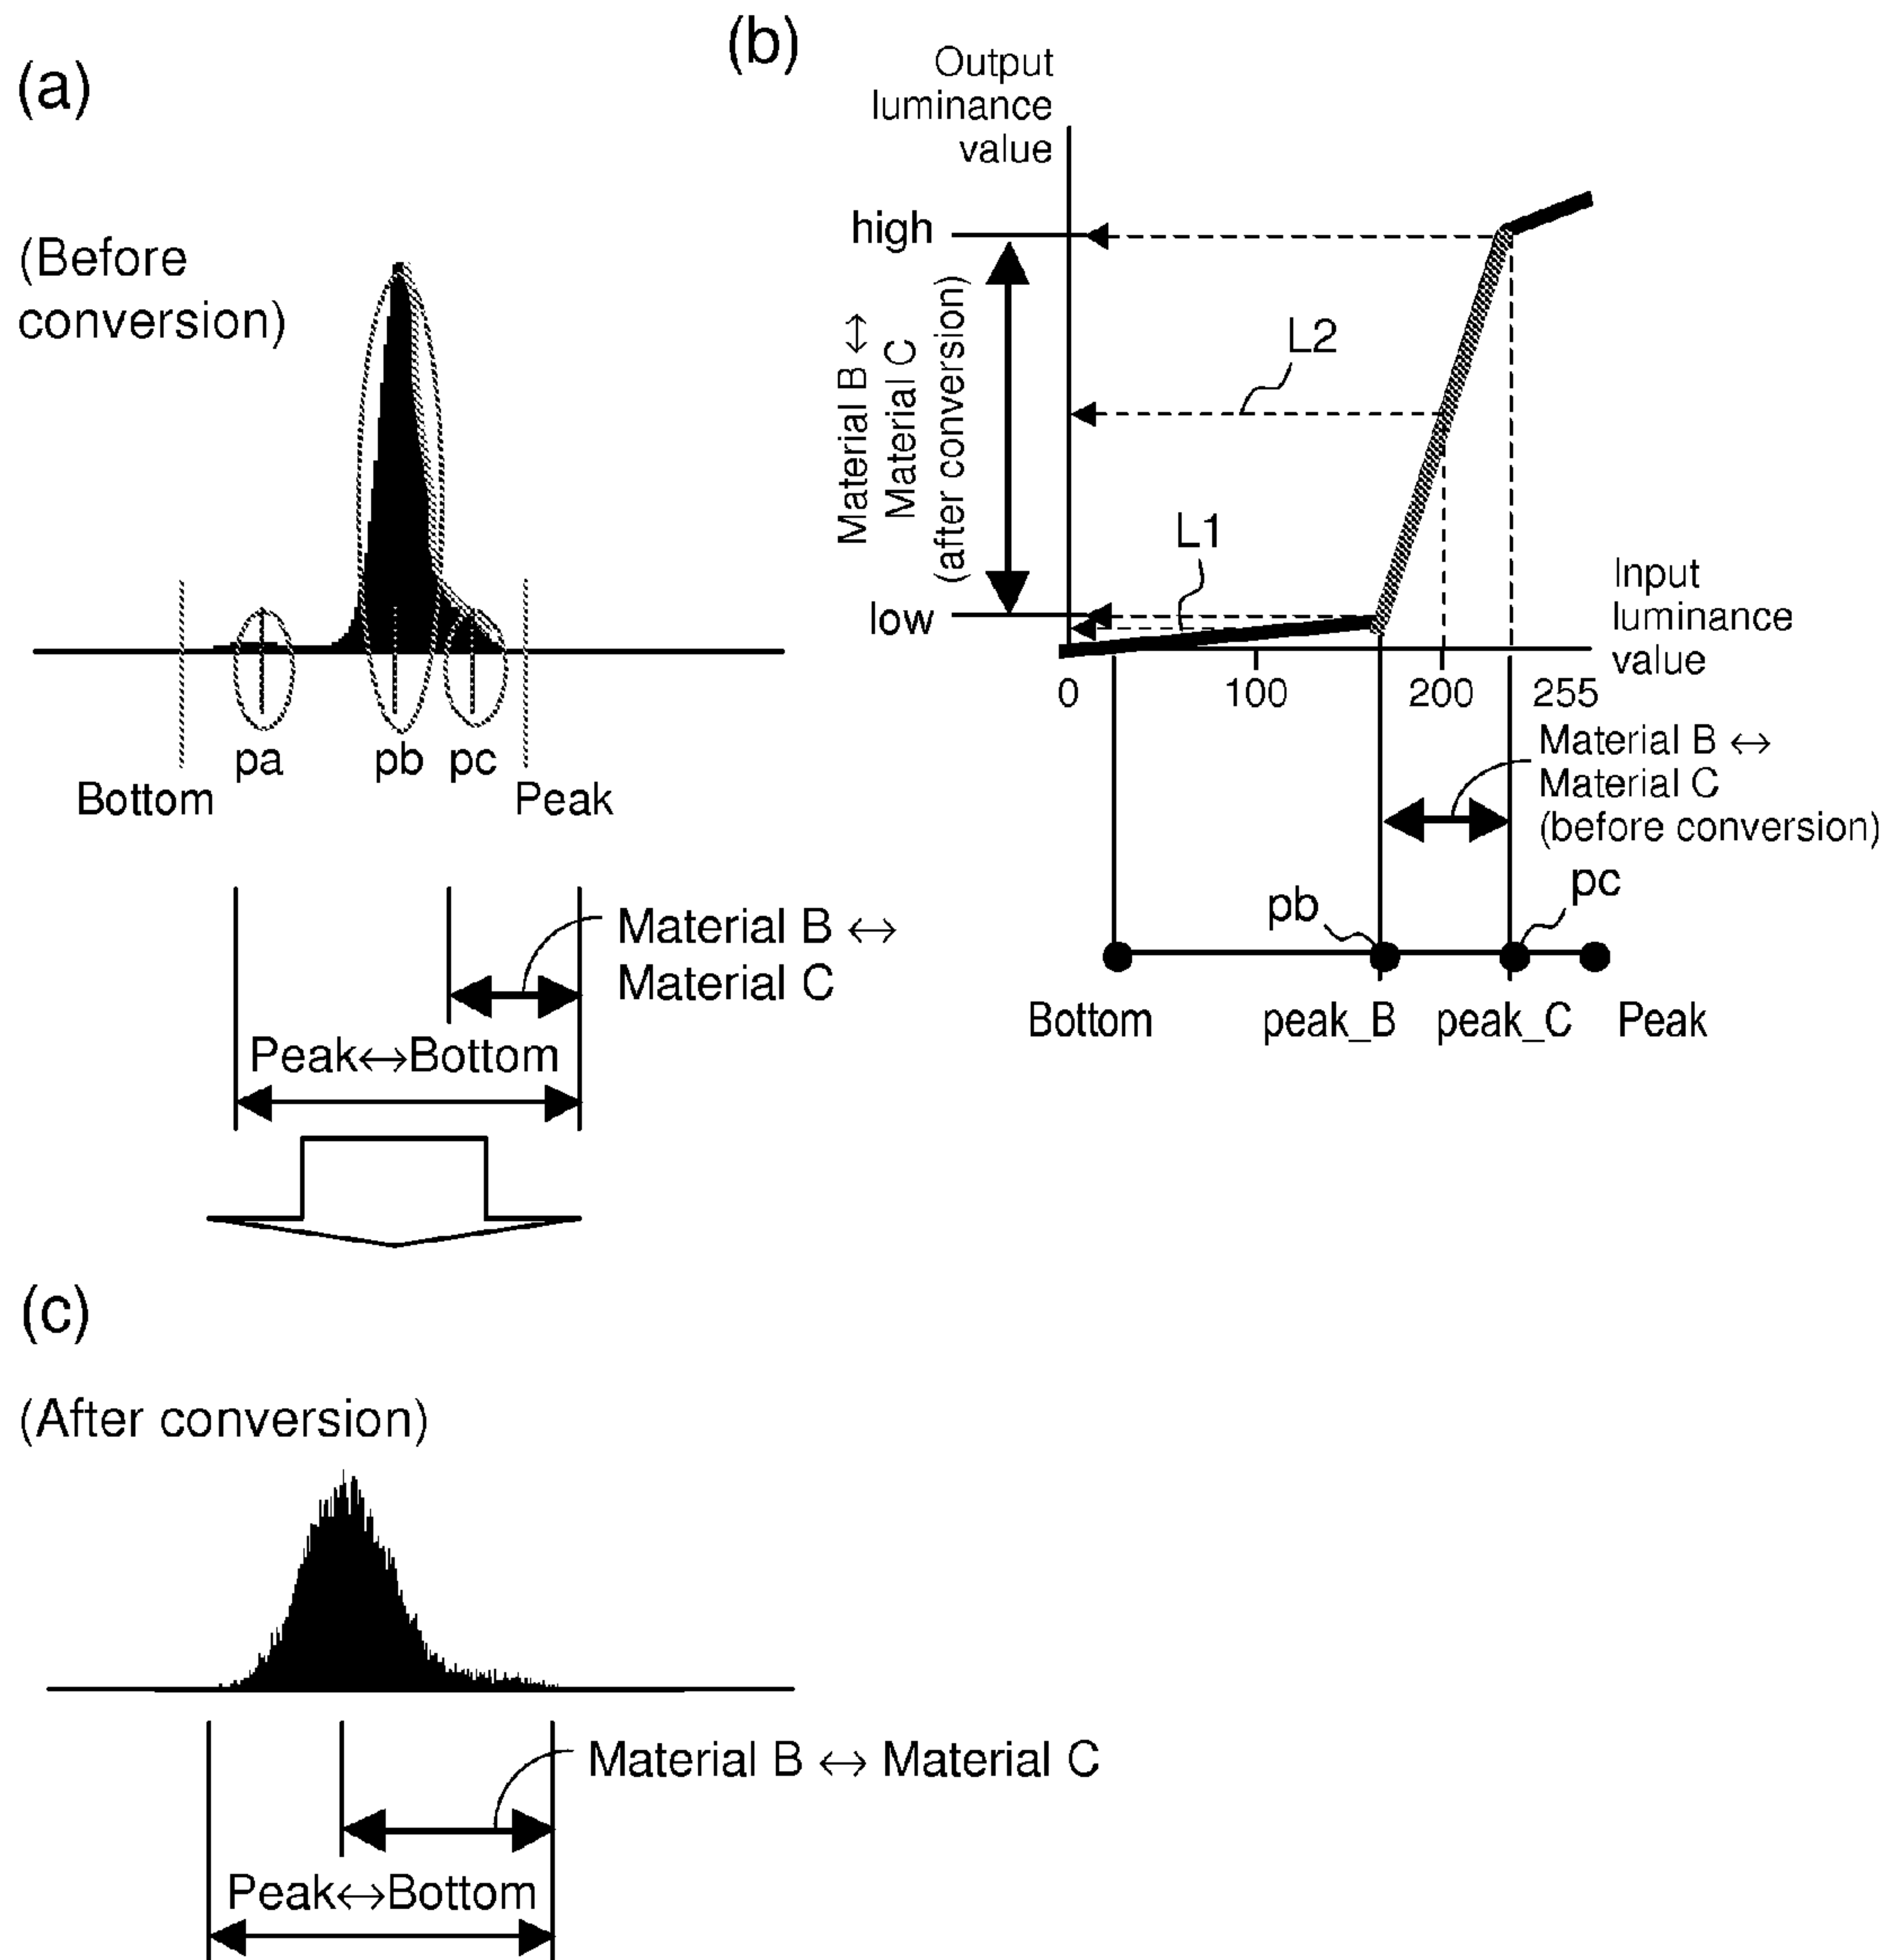 (a)
(Before
conversion)
pa
pb
pc
Bottom
Peak
Material B ↔
Material C
Peak↔Bottom
(b)
Output
luminance
value
high
low
Material B ↔
Material C
(after conversion)
L2
L1
Input
luminance
value
0
100
200
255
Material B ↔
Material C
(before conversion)
pb
pc
Bottom
peak_B
peak_C
Peak
(c)
(After conversion)
Material B ↔ Material C
Peak↔Bottom